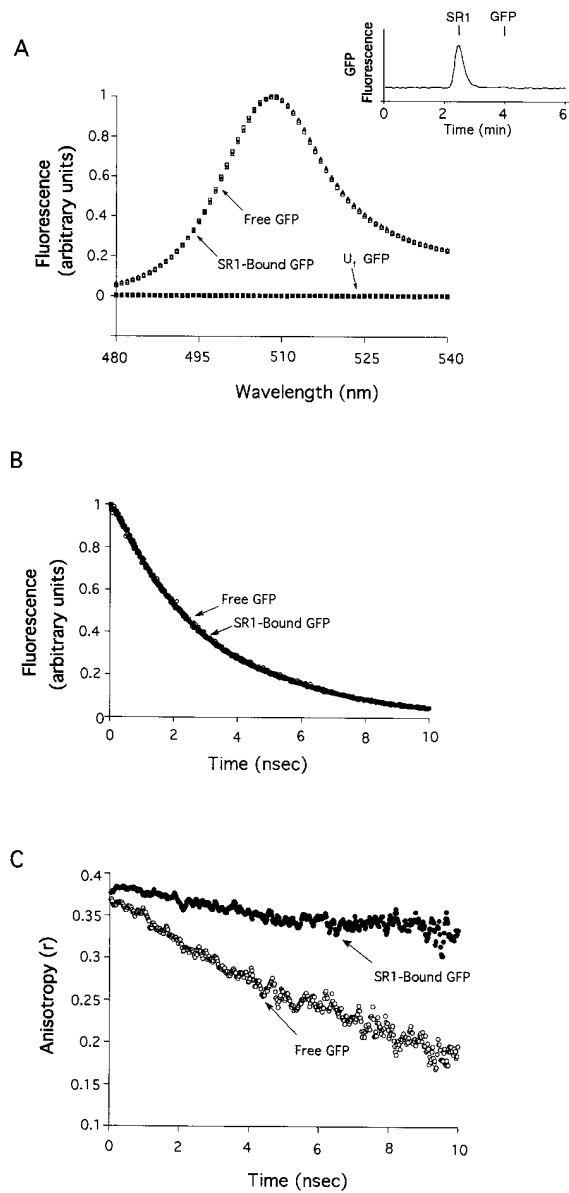 A
SR1 GFP
GFP
Fluorescence
0 2 4 6
Time (min)
Fluorescence
(arbitrary units)
1
0.8
0.6
0.4
0.2
0
Free GFP
SR1-Bound GFP
Uf GFP
480 495 510 525 540
Wavelength (nm)
B
Fluorescence
(arbitrary units)
1
0.8
0.6
0.4
0.2
0
Free GFP
SR1-Bound GFP
0 2 4 6 8 10
Time (nsec)
C
Anisotropy (r)
0.4
0.35
0.3
0.25
0.2
0.15
0.1
SR1-Bound GFP
Free GFP
0 2 4 6 8 10
Time (nsec)